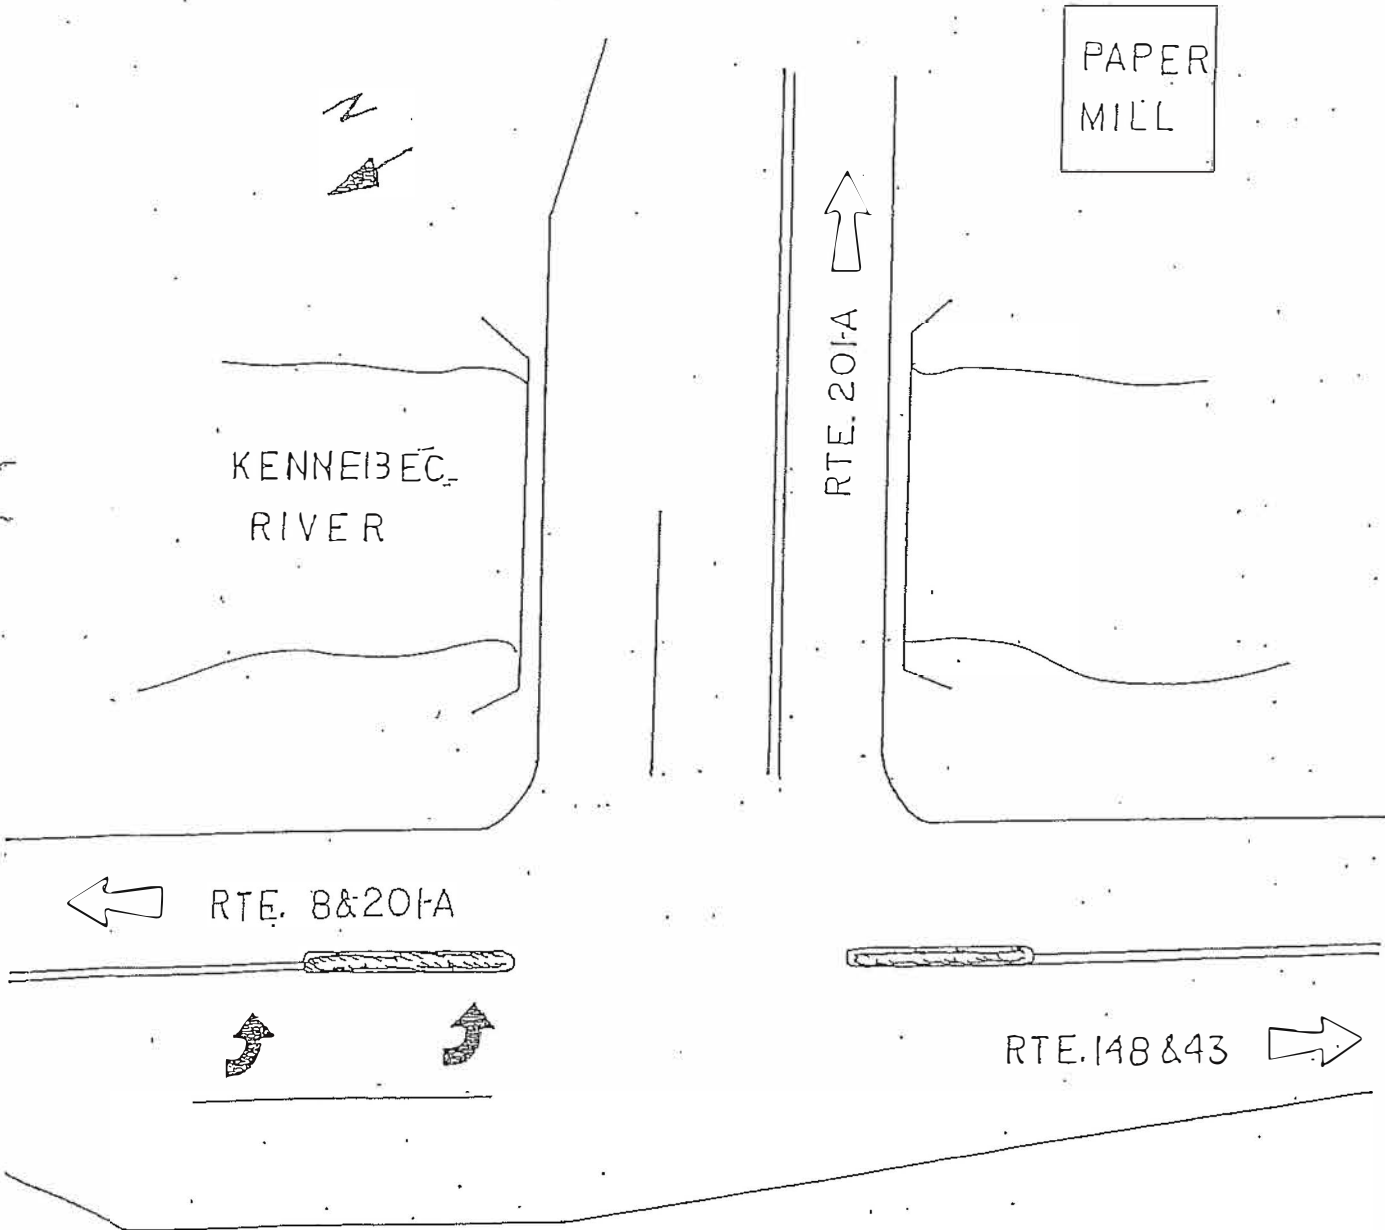 PAPER
MILL
N
RTE. 201-A
KENNEBEC
RIVER
RTE. 8&201-A
RTE. 148 & 43